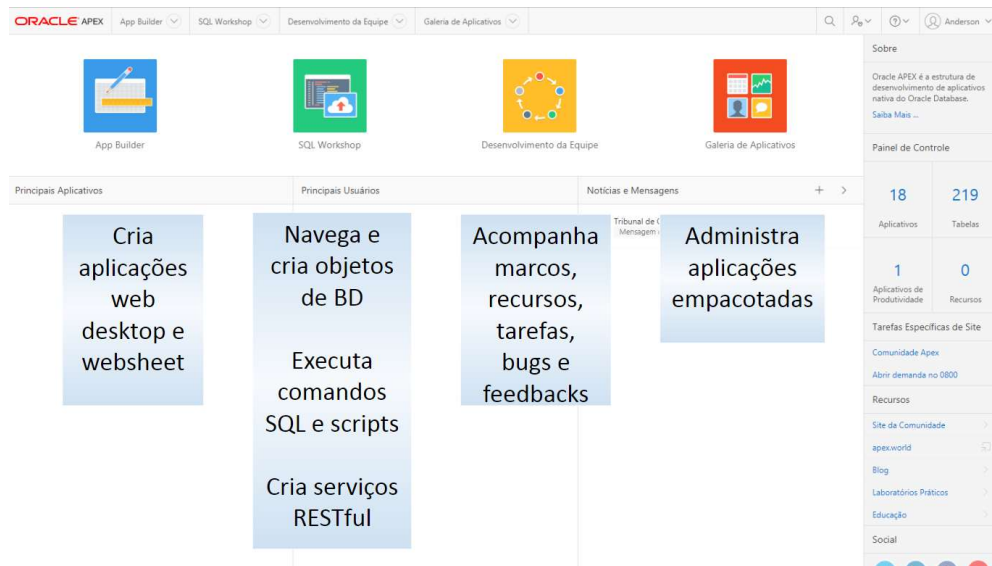 ORACLE APEX App Builder SQL Workshop Desenvolvimento da Equipe Galeria de Aplicativos Anderson
App Builder
SQL Workshop
Desenvolvimento da Equipe
Galeria de Aplicativos
Principais Aplicativos
Principais Usuários
Notícias e Mensagens
Tribunal de
Mensagem
Cria
aplicações
web
desktop e
websheet
Navega e
cria objetos
de BD
Executa
comandos
SQL e scripts
Cria serviços
RESTful
Acompanha
marcos,
recursos,
tarefas,
bugs e
feedbacks
Administra
aplicações
empacotadas
Sobre
Oracle APEX é a estrutura de
desenvolvimento de aplicativos
nativa do Oracle Database.
Saiba Mais ...
Painel de Controle
18 219
Aplicativos Tabelas
1 0
Aplicativos de
Produtividade Recursos
Tarefas Específicas de Site
Comunidade Apex
Abrir demanda no 0800
Recursos
Site da Comunidade
apex.world
Blog
Laboratórios Práticos
Educação
Social